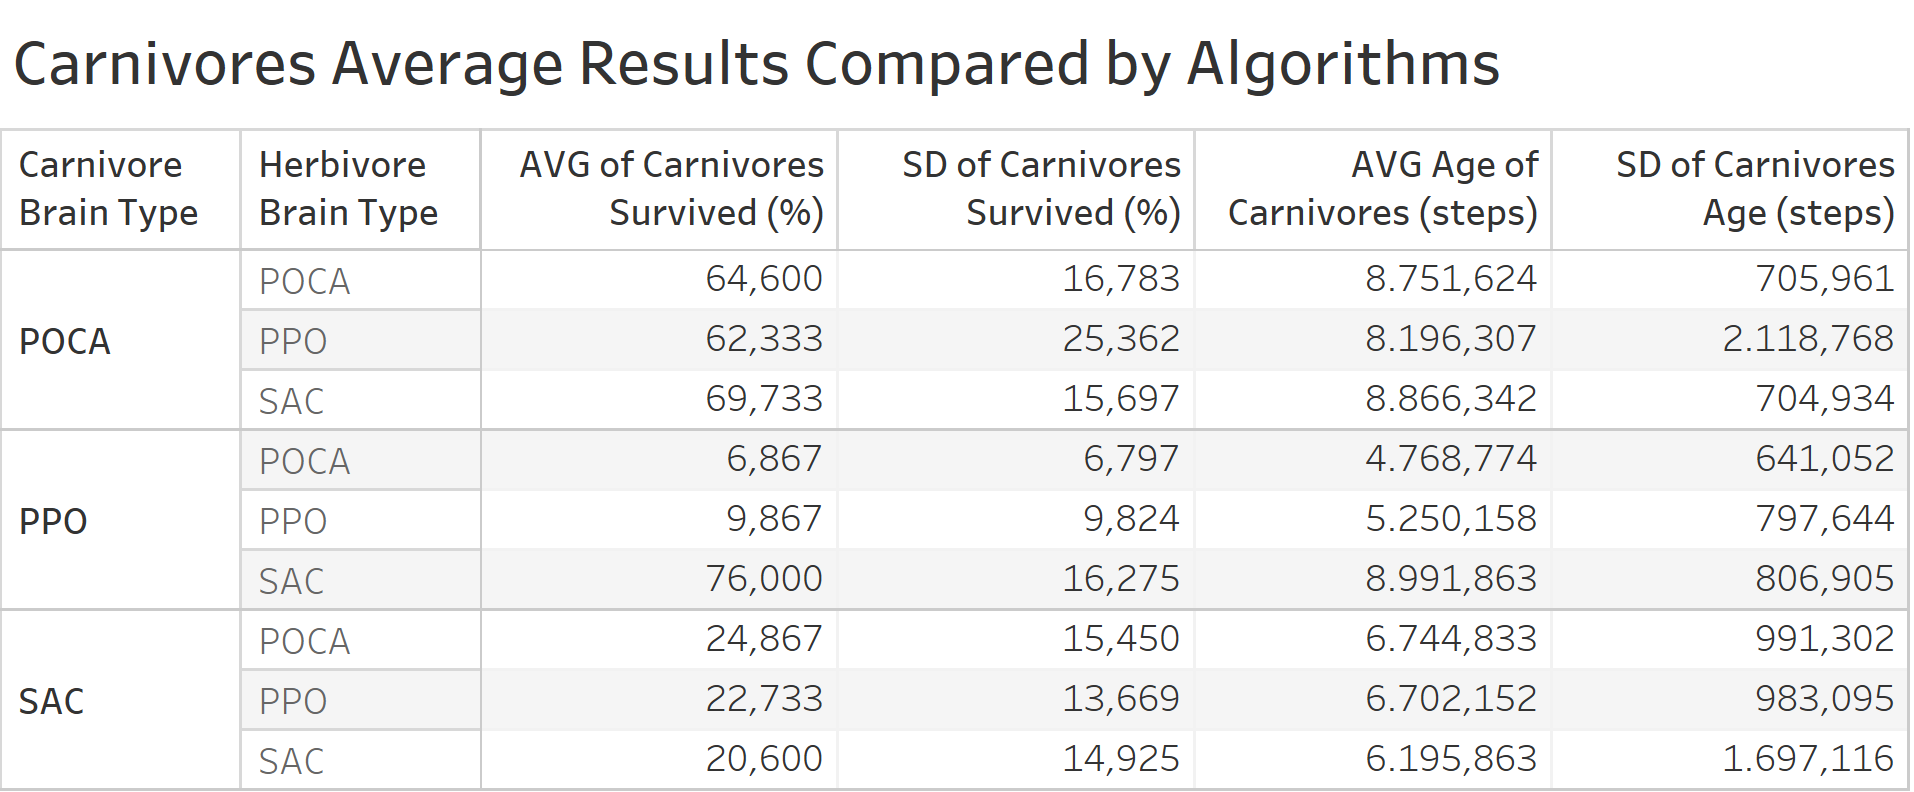 Carnivores Average Results Compared by Algorithms
Carnivore Brain Type Herbivore Brain Type AVG of Carnivores Survived (%) SD of Carnivores Survived (%) AVG Age of Carnivores (steps) SD of Carnivores Age (steps)
POCA POCA 64,600 16,783 8.751,624 705,961
PPO 62,333 25,362 8.196,307 2.118,768
SAC 69,733 15,697 8.866,342 704,934
PPO POCA 6,867 6,797 4.768,774 641,052
PPO 9,867 9,824 5.250,158 797,644
SAC 76,000 16,275 8.991,863 806,905
SAC POCA 24,867 15,450 6.744,833 991,302
PPO 22,733 13,669 6.702,152 983,095
SAC 20,600 14,925 6.195,863 1.697,116